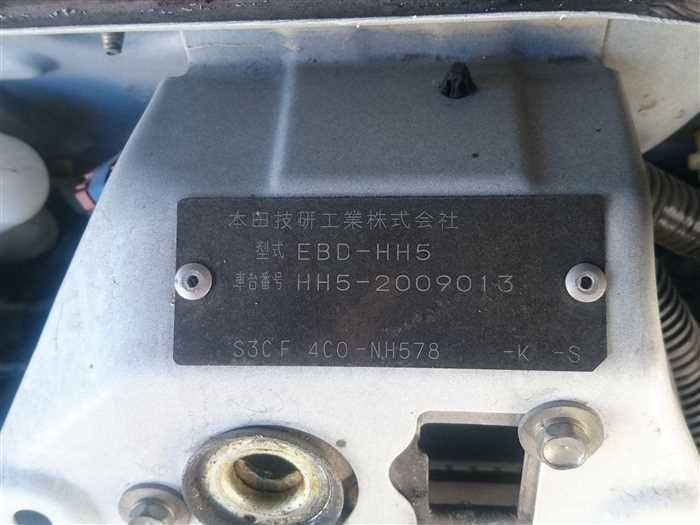 本田技研工業株式会社
型式 EBD-HH5
車台番号 HH5-2009013
S3CF 4C0-NH578 -K -S